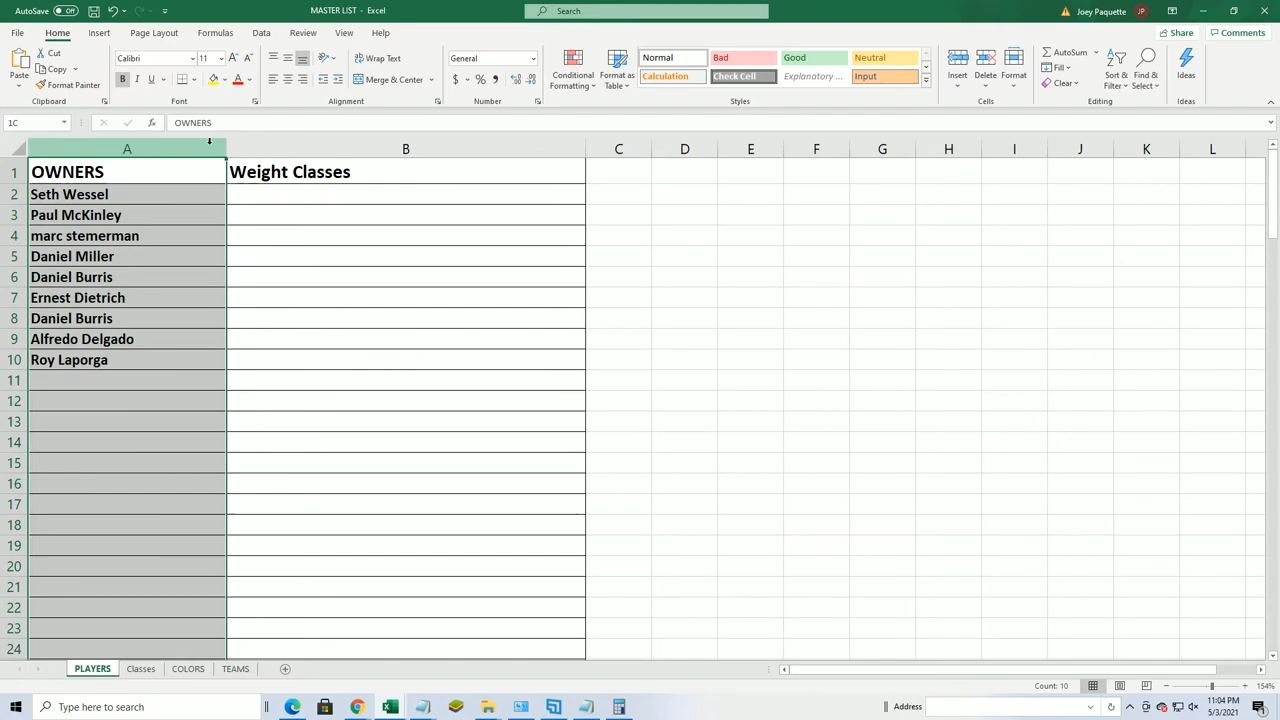 AutoSave Off MASTER LIST - Excel Search Joey Paquette JP
File Home Insert Page Layout Formulas Data Review View Help Share Comments
Paste Cut Copy Format Painter Clipboard
Calibri 11 A A B I U A Font
Wrap Text Merge & Center Alignment
General $ % , Number
Conditional Formatting Format as Table
Normal Bad Good Neutral
Calculation Check Cell Explanatory ... Input
Styles
Insert Delete Format Cells
AutoSum Fill Clear Sort & Filter Find & Select Editing
Ideas Ideas
1C fx OWNERS
A B C D E F G H I J K L
1 OWNERS Weight Classes
2 Seth Wessel
3 Paul McKinley
4 marc stemerman
5 Daniel Miller
6 Daniel Burris
7 Ernest Dietrich
8 Daniel Burris
9 Alfredo Delgado
10 Roy Laporga
11
12
13
14
15
16
17
18
19
20
21
22
23
24
PLAYERS Classes COLORS TEAMS
Count: 10 154%
Type here to search Address 11:04 PM
5/3/2021